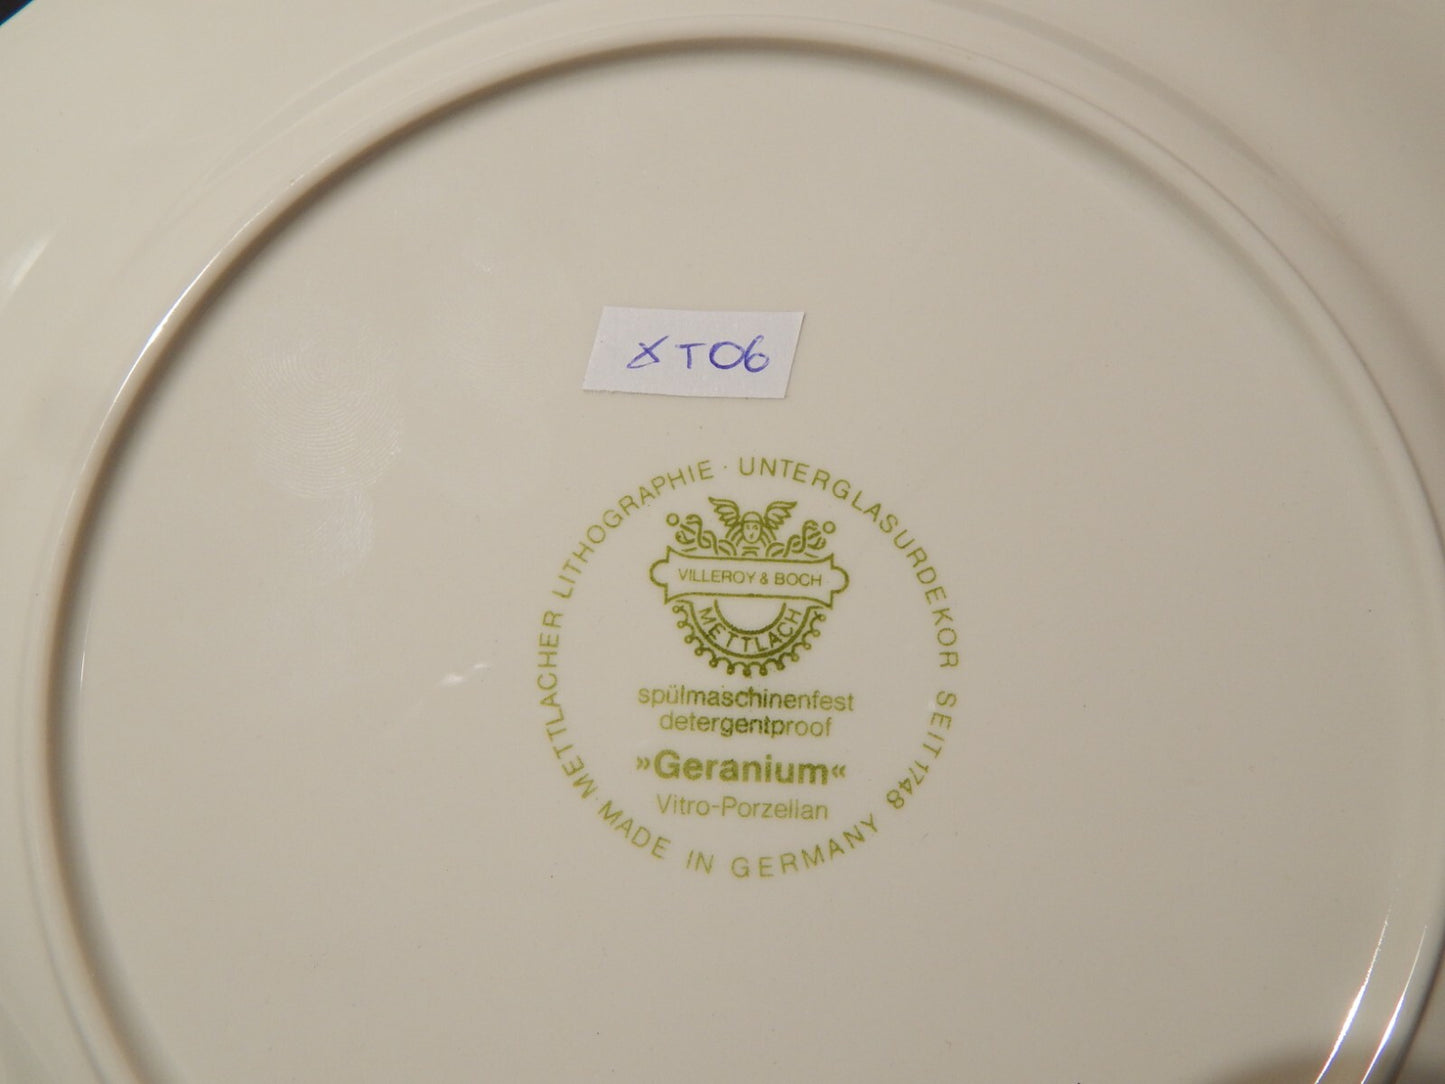 XT06
METTLACHER LITHOGRAPHIE · UNTERGLASURDEKOR SEIT 1748
VILLEROY & BOCH
METTLACH
spülmaschinenfest
detergentproof
»Geranium«
Vitro-Porzellan
· MADE IN GERMANY